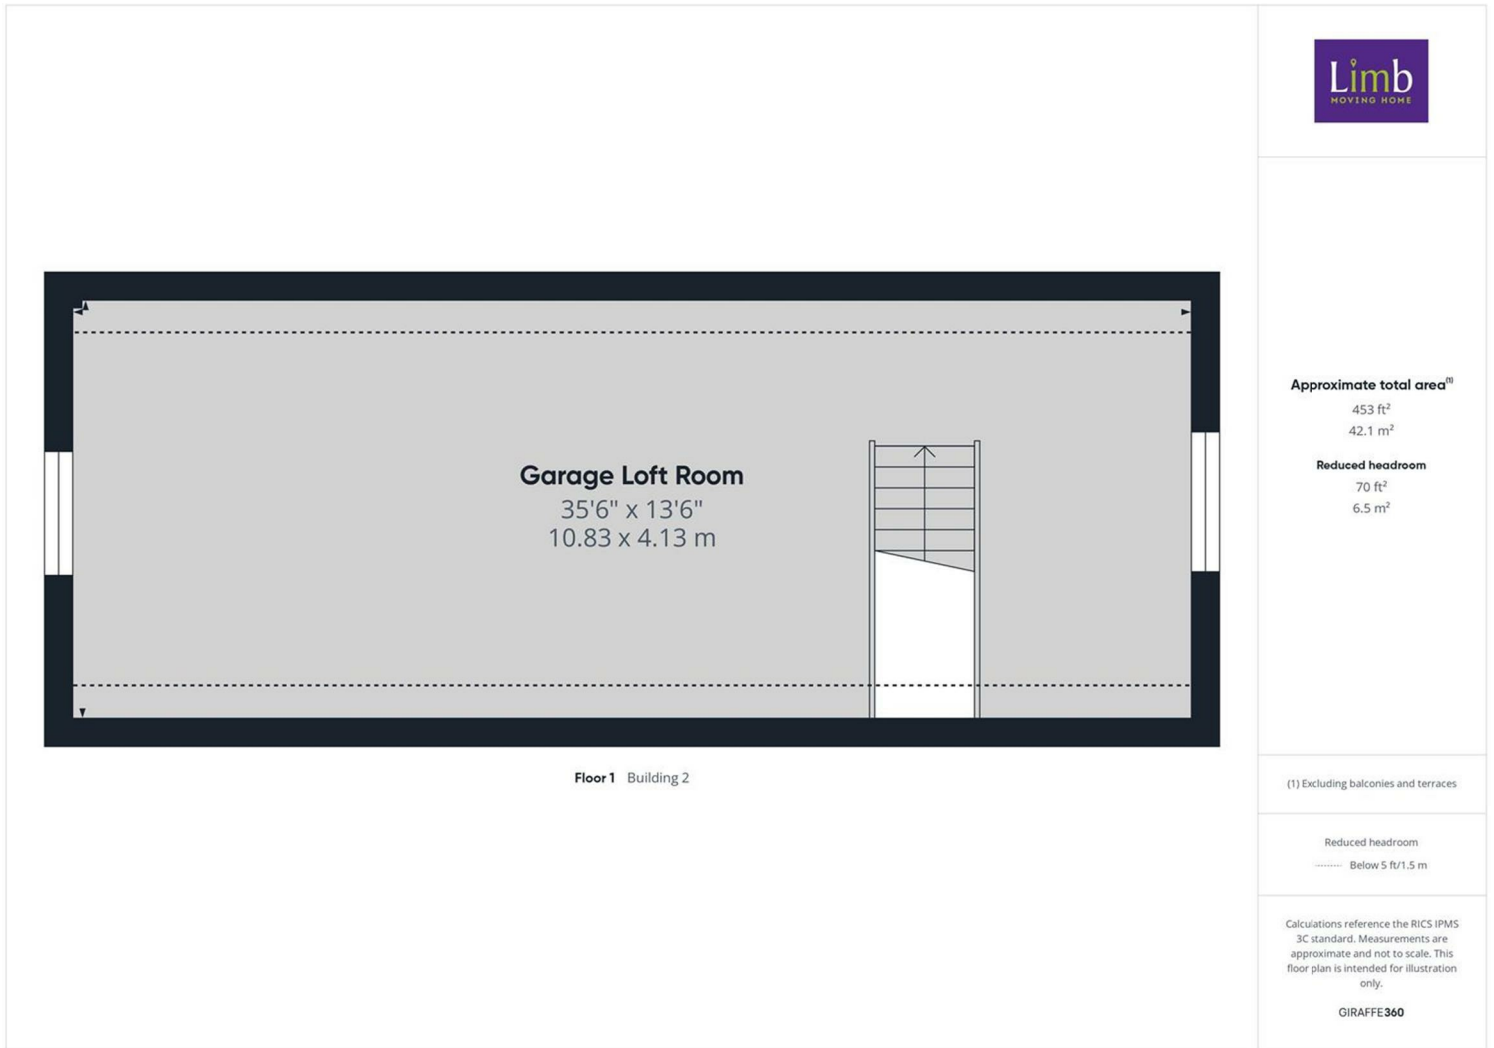 Limb
MOVING HOME
Garage Loft Room
35'6" x 13'6"
10.83 x 4.13 m
Floor 1 Building 2
Approximate total area(1)
453 ft²
42.1 m²
Reduced headroom
70 ft²
6.5 m²
(1) Excluding balconies and terraces
Reduced headroom
Below 5 ft/1.5 m
Calculations reference the RICS IPMS
3C standard. Measurements are
approximate and not to scale. This
floor plan is intended for illustration
only.
GIRAFFE360